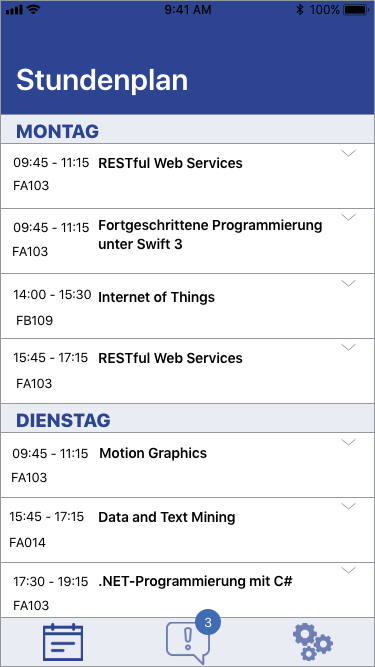 9:41 AM 100%
Stundenplan
MONTAG
09:45 - 11:15 RESTful Web Services
FA103
09:45 - 11:15 Fortgeschrittene Programmierung
unter Swift 3
FA103
14:00 - 15:30 Internet of Things
FB109
15:45 - 17:15 RESTful Web Services
FA103
DIENSTAG
09:45 - 11:15 Motion Graphics
FA103
15:45 - 17:15 Data and Text Mining
FA014
17:30 - 19:15 .NET-Programmierung mit C#
FA103
3